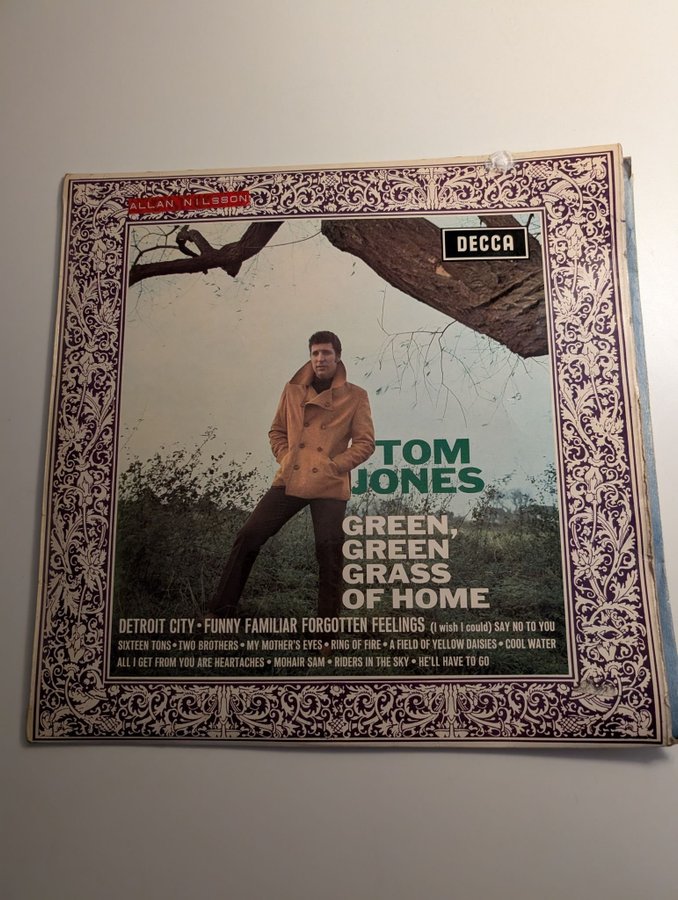 ALLAN NILSSON
DECCA
TOM
JONES
GREEN,
GREEN
GRASS
OF HOME
DETROIT CITY • FUNNY FAMILIAR FORGOTTEN FEELINGS (I wish I could) SAY NO TO YOU
SIXTEEN TONS • TWO BROTHERS • MY MOTHER'S EYES • RING OF FIRE • A FIELD OF YELLOW DAISIES • COOL WATER
ALL I GET FROM YOU ARE HEARTACHES • MOHAIR SAM • RIDERS IN THE SKY • HE'LL HAVE TO GO